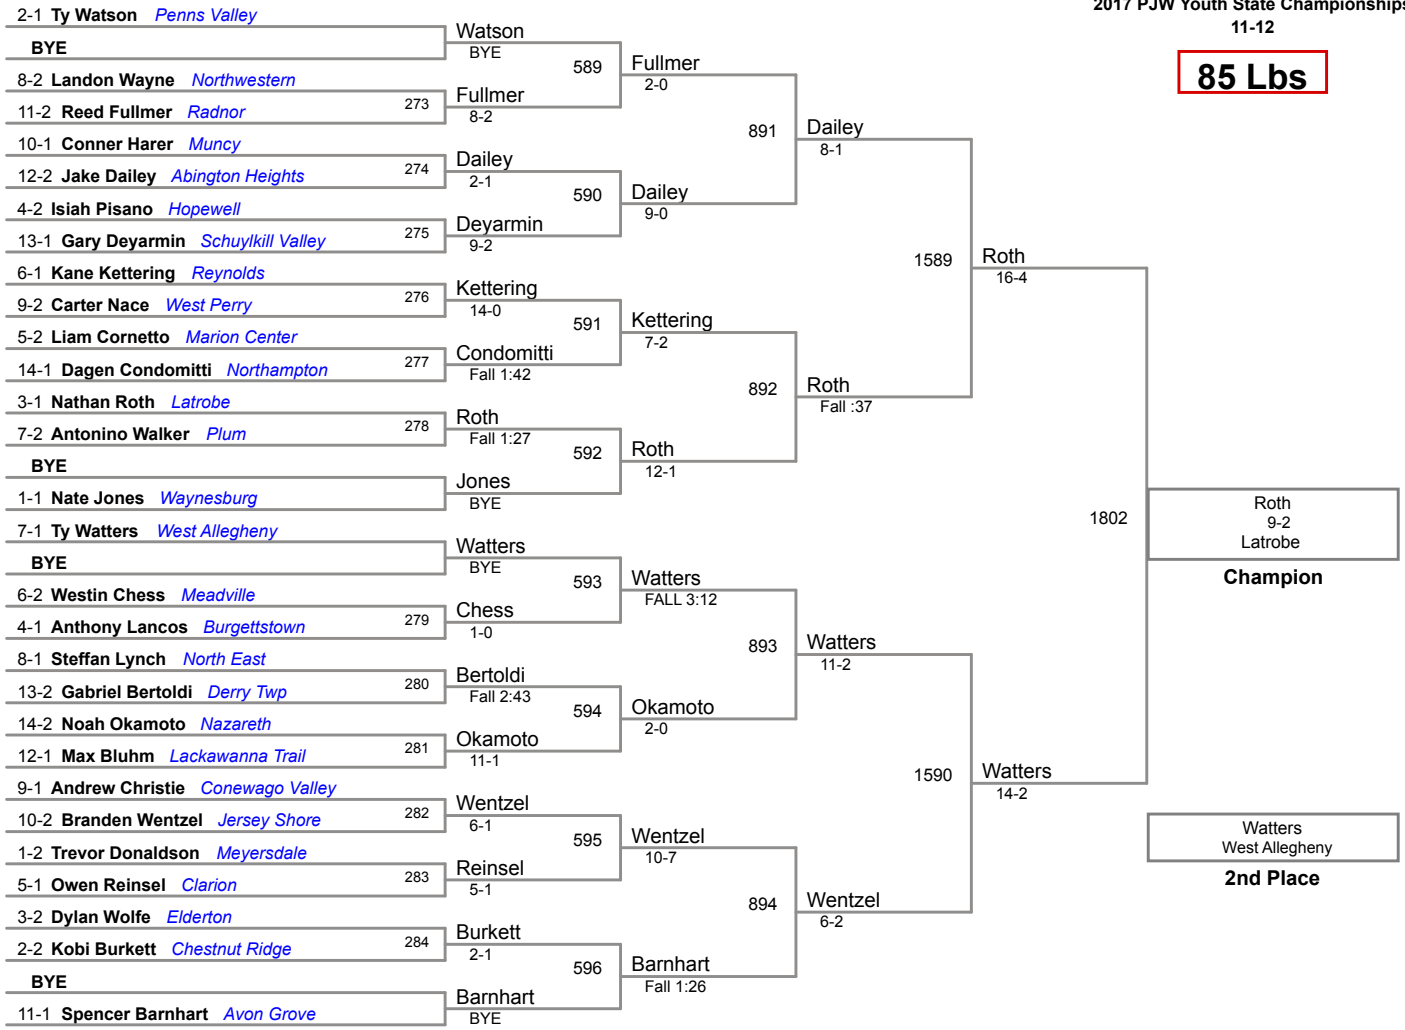 2017 PJW Youth State Championships
11-12
85 Lbs
2-1 Ty Watson Penns Valley
BYE
8-2 Landon Wayne Northwestern
11-2 Reed Fullmer Radnor
10-1 Conner Harer Muncy
12-2 Jake Dailey Abington Heights
4-2 Isiah Pisano Hopewell
13-1 Gary Deyarmin Schuylkill Valley
6-1 Kane Kettering Reynolds
9-2 Carter Nace West Perry
5-2 Liam Cornetto Marion Center
14-1 Dagen Condomitti Northampton
3-1 Nathan Roth Latrobe
7-2 Antonino Walker Plum
BYE
1-1 Nate Jones Waynesburg
7-1 Ty Watters West Allegheny
BYE
6-2 Westin Chess Meadville
4-1 Anthony Lancos Burgettstown
8-1 Steffan Lynch North East
13-2 Gabriel Bertoldi Derry Twp
14-2 Noah Okamoto Nazareth
12-1 Max Bluhm Lackawanna Trail
9-1 Andrew Christie Conewago Valley
10-2 Branden Wentzel Jersey Shore
1-2 Trevor Donaldson Meyersdale
5-1 Owen Reinsel Clarion
3-2 Dylan Wolfe Elderton
2-2 Kobi Burkett Chestnut Ridge
BYE
11-1 Spencer Barnhart Avon Grove
273
274
275
276
277
278
279
280
281
282
283
284
Watson
BYE
Fullmer
8-2
Dailey
2-1
Deyarmin
9-2
Kettering
14-0
Condomitti
Fall 1:42
Roth
Fall 1:27
Jones
BYE
Watters
BYE
Chess
1-0
Bertoldi
Fall 2:43
Okamoto
11-1
Wentzel
6-1
Reinsel
5-1
Burkett
2-1
Barnhart
BYE
589
590
591
592
593
594
595
596
Fullmer
2-0
Dailey
9-0
Kettering
7-2
Roth
12-1
Watters
FALL 3:12
Okamoto
2-0
Wentzel
10-7
Barnhart
Fall 1:26
891
892
893
894
Dailey
8-1
Roth
Fall :37
Watters
11-2
Wentzel
6-2
1589
1590
Roth
16-4
Watters
14-2
1802
Roth
9-2
Latrobe
Champion
Watters
West Allegheny
2nd Place